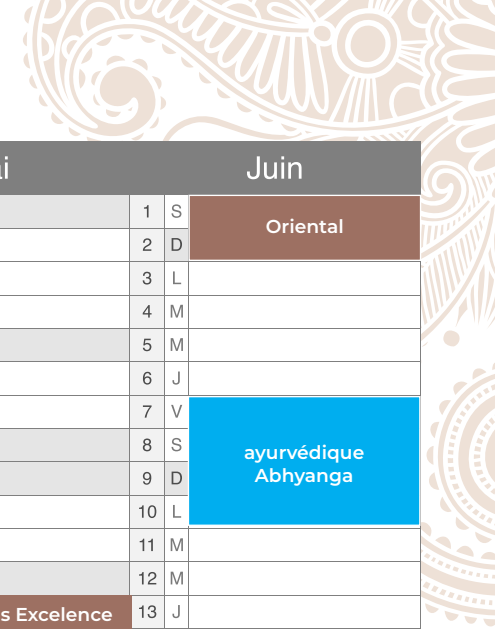 Juin
1 S Oriental
2 D
3 L
4 M
5 M
6 J
7 V
8 S ayurvédique
9 D Abhyanga
10 L
11 M
12 M
s Excelence 13 J